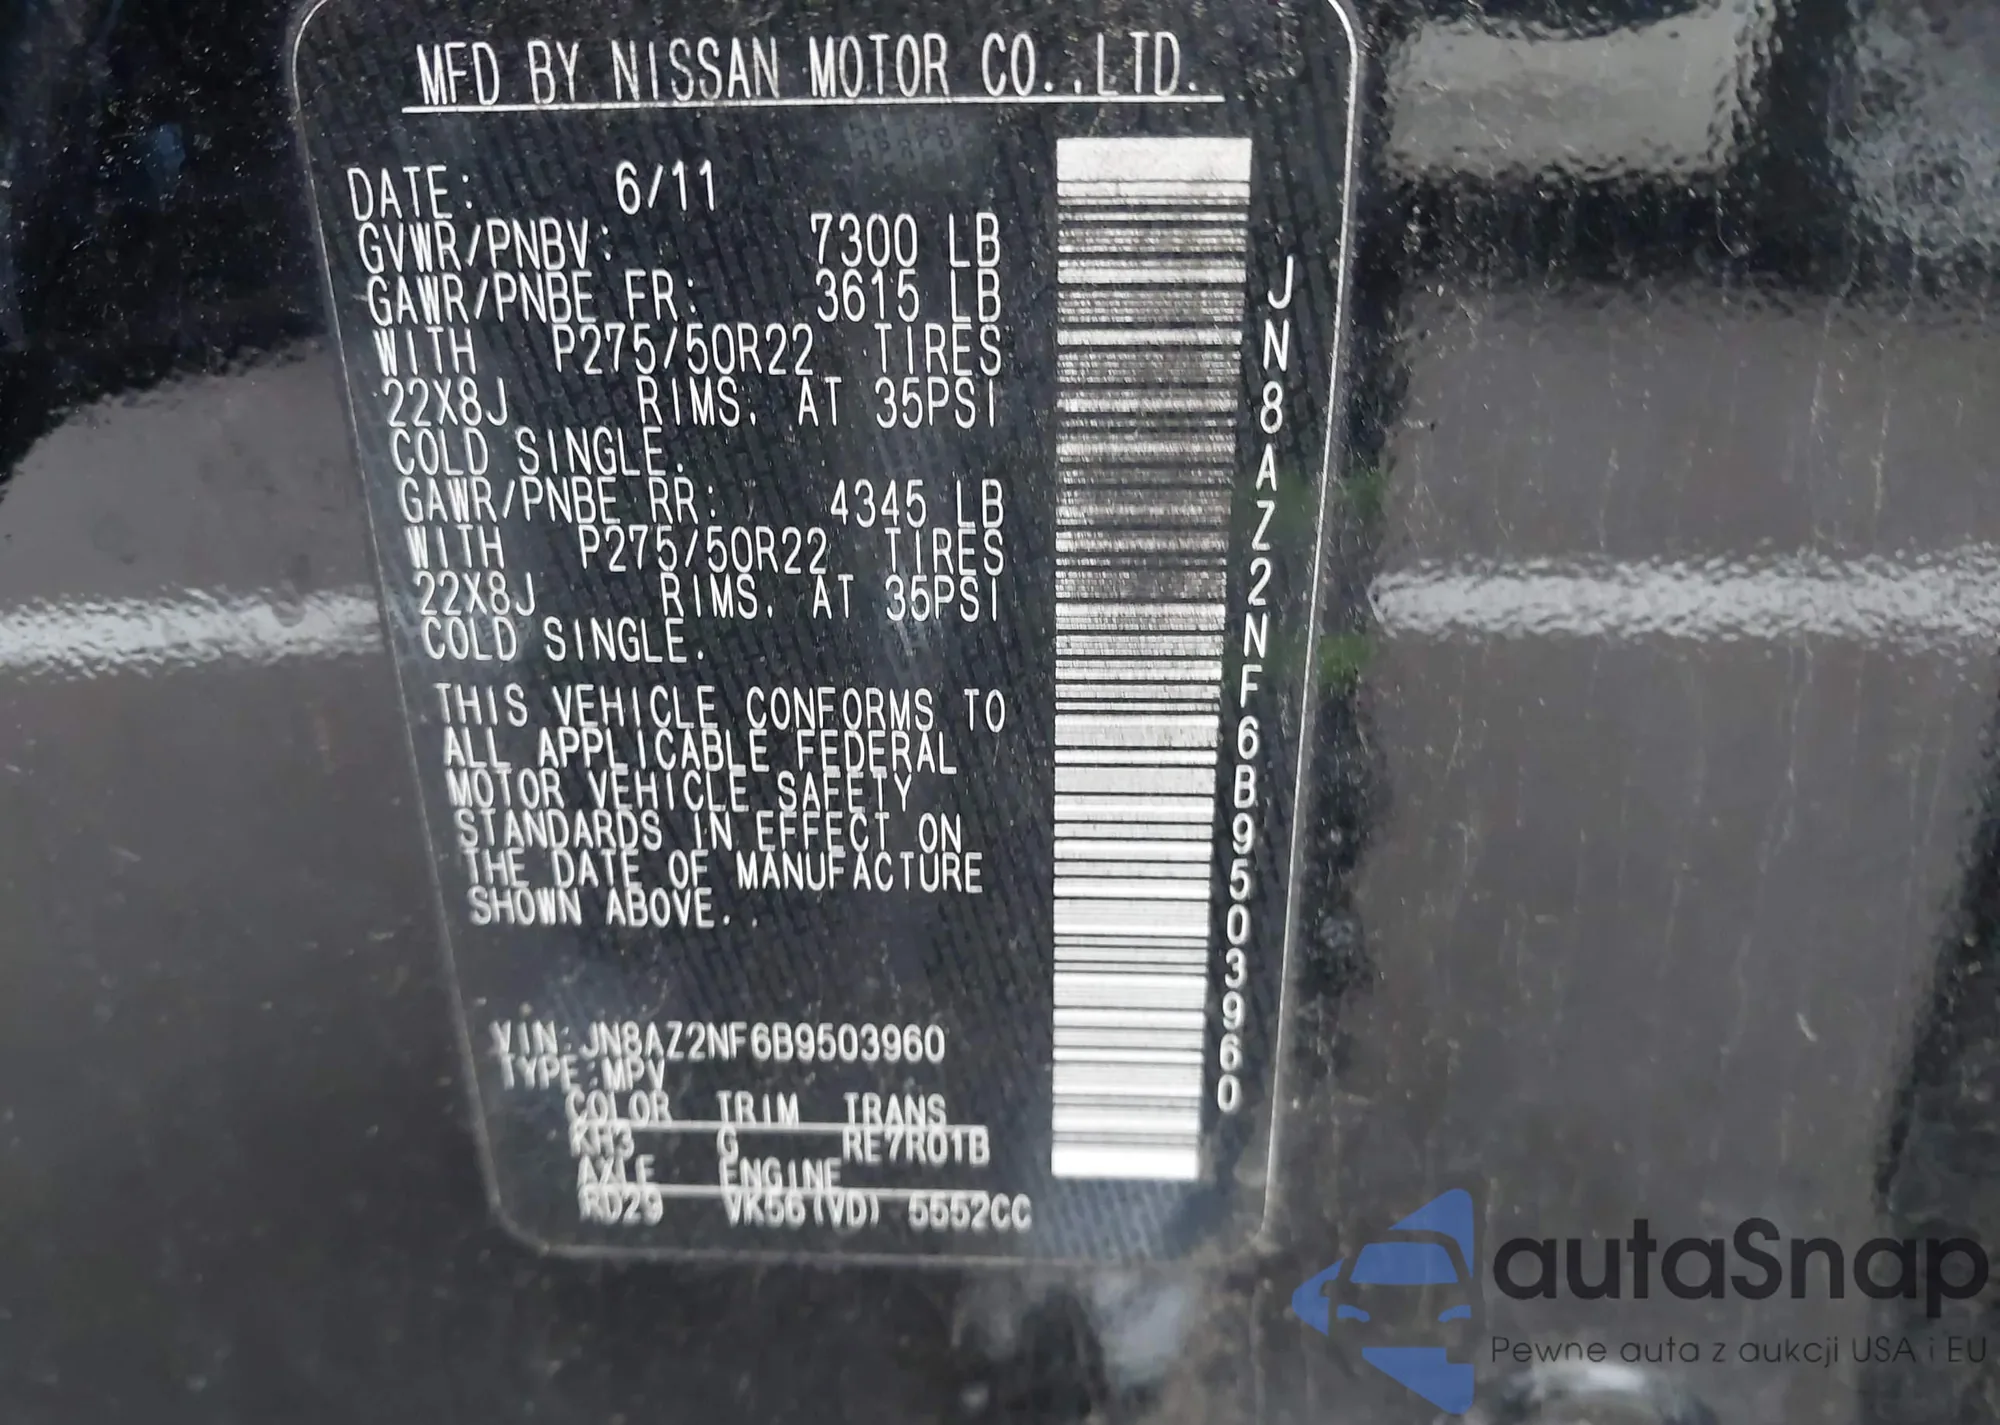 MFD BY NISSAN MOTOR CO.,LTD.
DATE: 6/11
GVWR/PNBV: 7300 LB
GAWR/PNBE FR: 3615 LB
WITH P275/50R22 TIRES
22X8J RIMS. AT 35PSI
COLD SINGLE.
GAWR/PNBE RR: 4345 LB
WITH P275/50R22 TIRES
22X8J RIMS. AT 35PSI
COLD SINGLE.
THIS VEHICLE CONFORMS TO
ALL APPLICABLE FEDERAL
MOTOR VEHICLE SAFETY
STANDARDS IN EFFECT ON
THE DATE OF MANUFACTURE
SHOWN ABOVE.
VIN:JN8AZ2NF6B9503960
TYPE:MPV
COLOR TRIM TRANS
KH3 G RE7R01B
AXLE ENGINE
RD29 VK56(VD) 5552CC
JN8AZ2NF6B9503960
autaSnap
Pewne auta z aukcji USA i EU